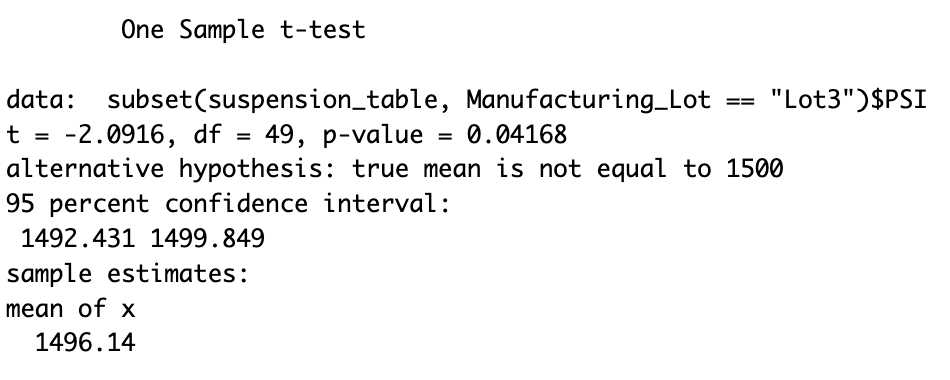 One Sample t-test
data:  subset(suspension_table, Manufacturing_Lot == "Lot3")$PSI
t = -2.0916, df = 49, p-value = 0.04168
alternative hypothesis: true mean is not equal to 1500
95 percent confidence interval:
1492.431 1499.849
sample estimates:
mean of x
1496.14